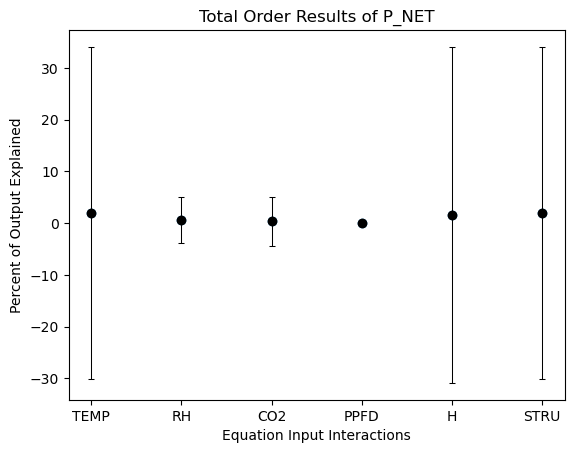 Total Order Results of P_NET
Percent of Output Explained
30
20
10
0
−10
−20
−30
TEMP RH CO2 PPFD H STRU
Equation Input Interactions